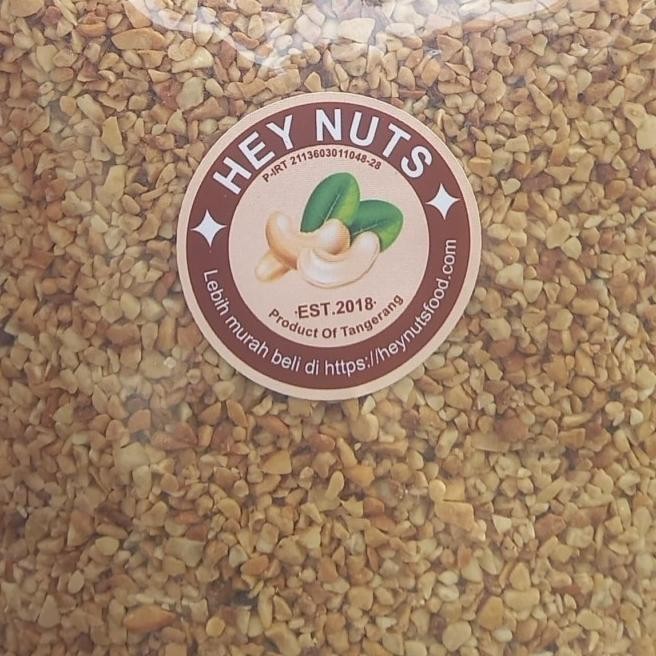 HEY NUTS
P-IRT 2113603011048-28
·EST.2018·
Product Of Tangerang
Lebih murah beli di https://heynutsfood.com